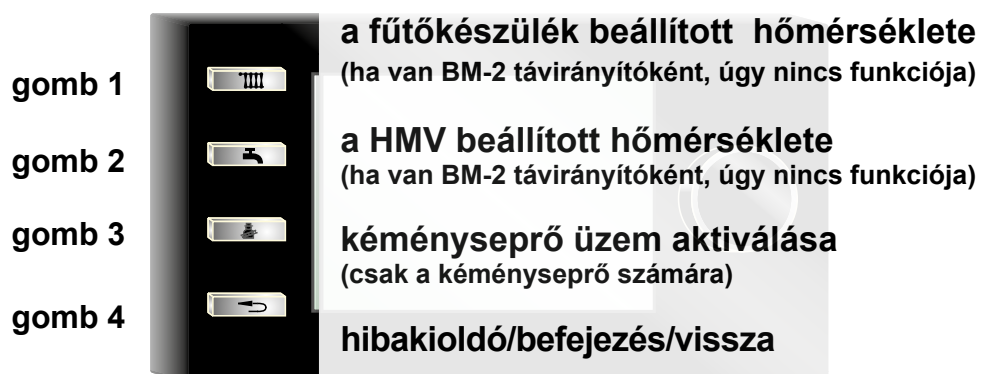 gomb 1
a fűtőkészülék beállított hőmérséklete
(ha van BM-2 távirányítóként, úgy nincs funkciója)
gomb 2
a HMV beállított hőmérséklete
(ha van BM-2 távirányítóként, úgy nincs funkciója)
gomb 3
kéményseprő üzem aktiválása
(csak a kéményseprő számára)
gomb 4
hibakioldó/befejezés/vissza